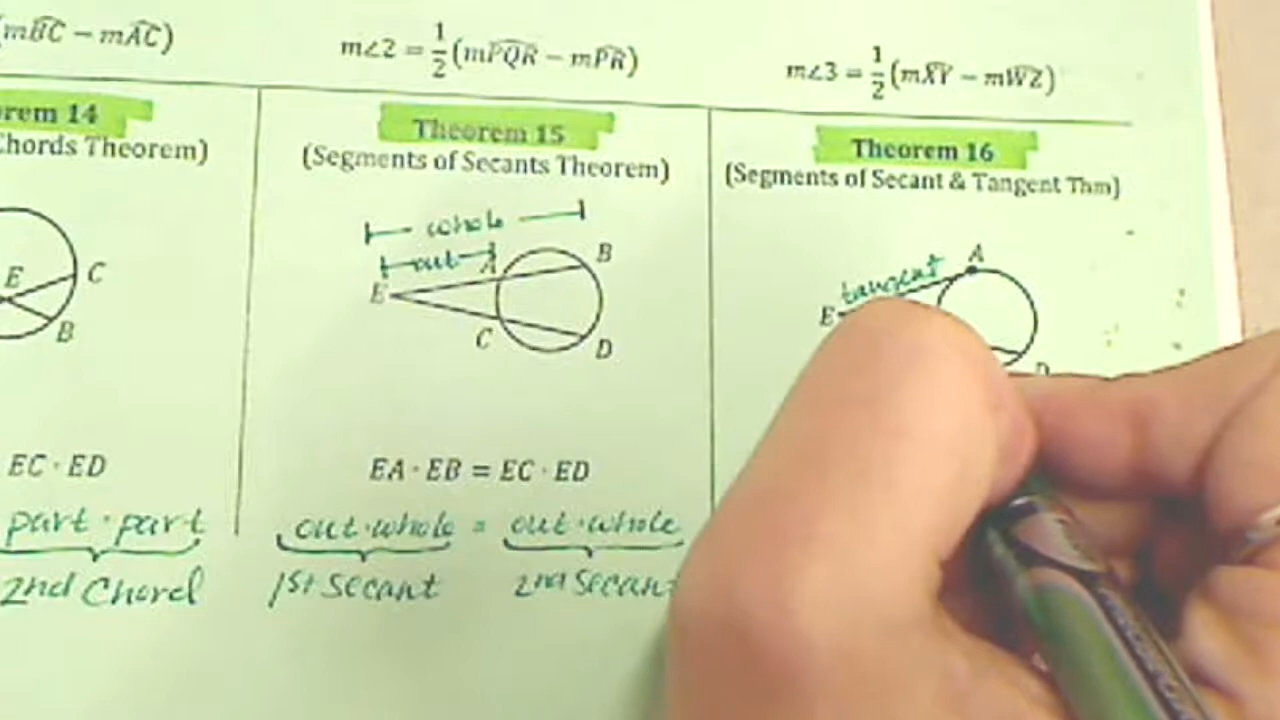 (mBC − mAC)
m∠2 = 1/2 (mPQR − mPR)
m∠3 = 1/2 (mXY − mWZ)
rem 14
Chords Theorem)
E
C
B
EC · ED
part · part
2nd Chord
Theorem 15
(Segments of Secants Theorem)
whole
out
A
B
E
C
D
EA · EB = EC · ED
out · whole = out · whole
1st Secant 2nd Secant
Theorem 16
(Segments of Secant & Tangent Thm)
tangent
A
E
D